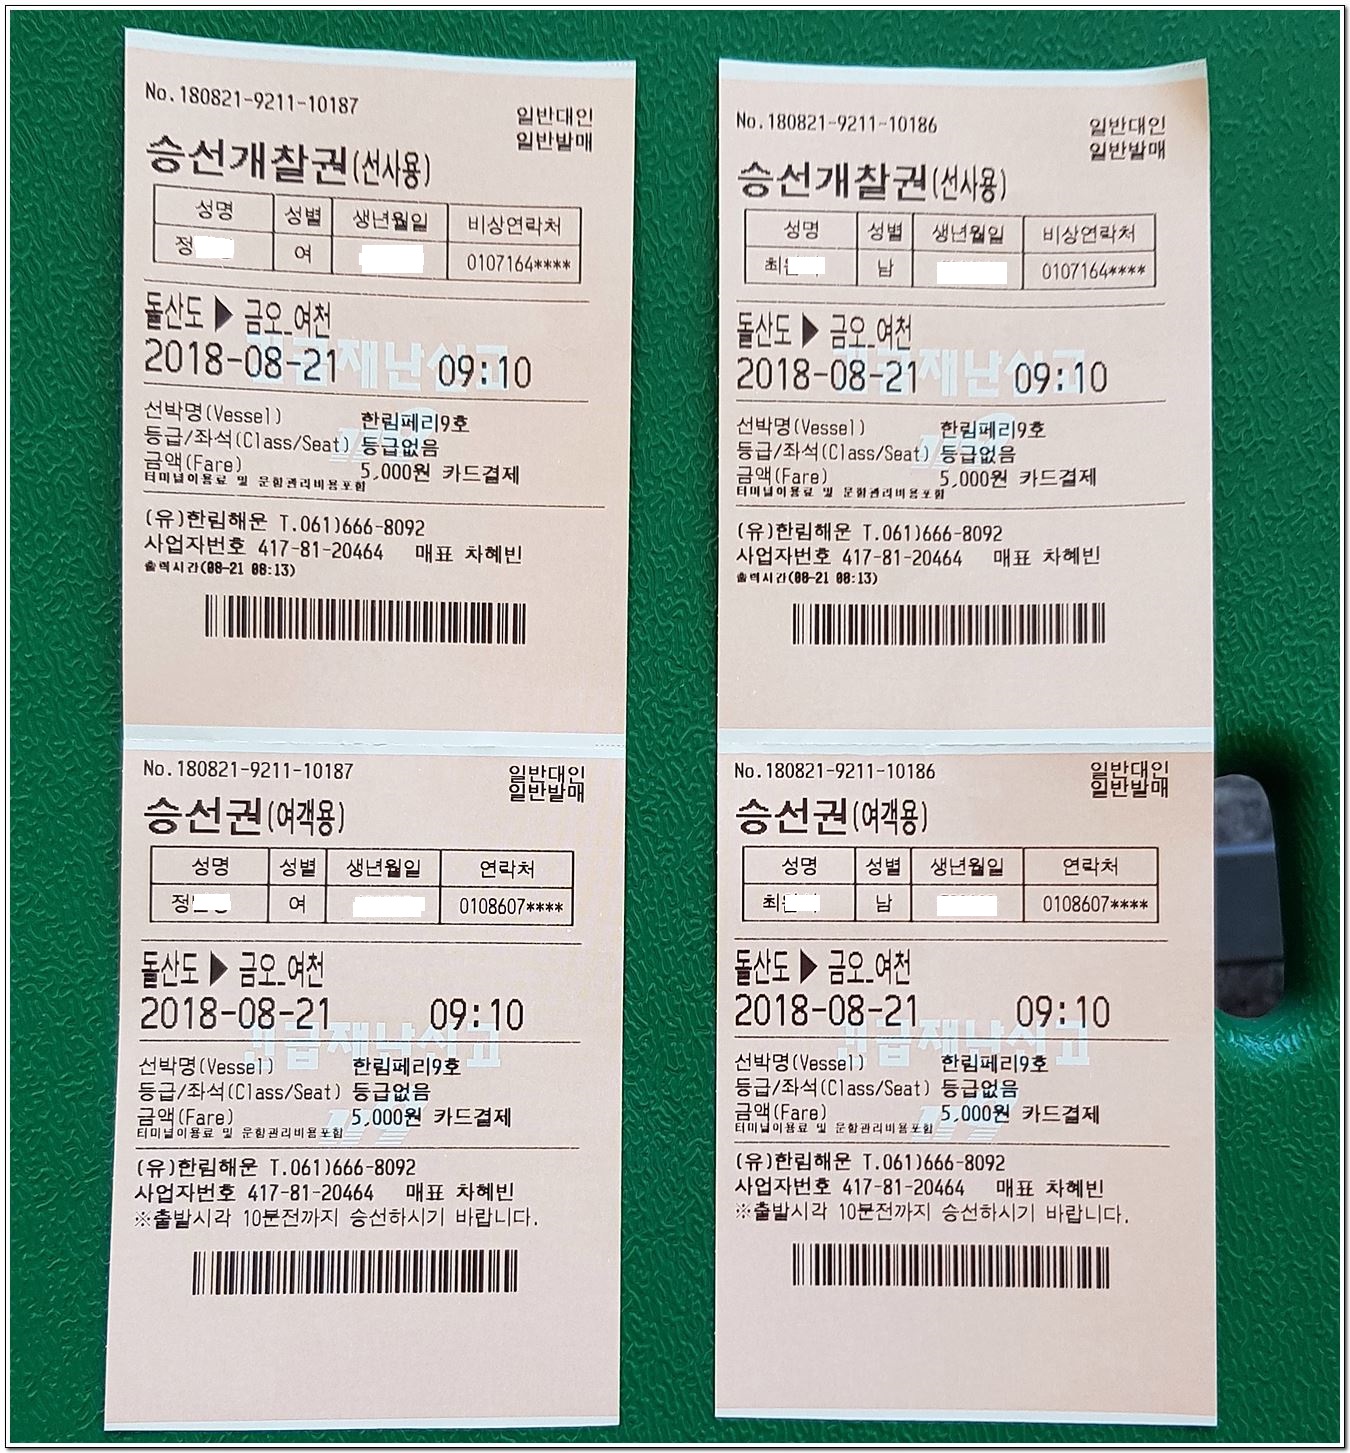 No.180821-9211-10187
일반대인
일반발매
승선개찰권(선사용)
성명 성별 생년월일 비상연락처
정 여 0107164****
돌산도 ▶ 금오_여천
2018-08-21 09:10
선박명(Vessel) 한림페리9호
등급/좌석(Class/Seat) 등급없음
금액(Fare) 5,000원 카드결제
터미널이용료 및 운항관리비용포함
(유)한림해운 T.061)666-8092
사업자번호 417-81-20464 매표 차혜빈
출력시간(08-21 08:13)
No.180821-9211-10187
일반대인
일반발매
승선권(여객용)
성명 성별 생년월일 연락처
정 여 0108607****
돌산도 ▶ 금오_여천
2018-08-21 09:10
긴급재난신고
선박명(Vessel) 한림페리9호
등급/좌석(Class/Seat) 등급없음
금액(Fare) 5,000원 카드결제
터미널이용료 및 운항관리비용포함
(유)한림해운 T.061)666-8092
사업자번호 417-81-20464 매표 차혜빈
※출발시각 10분전까지 승선하시기 바랍니다.
No.180821-9211-10186
일반대인
일반발매
승선개찰권(선사용)
성명 성별 생년월일 비상연락처
최 남 0107164****
돌산도 ▶ 금오_여천
2018-08-21 09:10
선박명(Vessel) 한림페리9호
등급/좌석(Class/Seat) 등급없음
금액(Fare) 5,000원 카드결제
터미널이용료 및 운항관리비용포함
(유)한림해운 T.061)666-8092
사업자번호 417-81-20464 매표 차혜빈
출력시간(08-21 08:13)
No.180821-9211-10186
일반대인
일반발매
승선권(여객용)
성명 성별 생년월일 연락처
최 남 0108607****
돌산도 ▶ 금오_여천
2018-08-21 09:10
긴급재난신고
선박명(Vessel) 한림페리9호
등급/좌석(Class/Seat) 등급없음
금액(Fare) 5,000원 카드결제
터미널이용료 및 운항관리비용포함
(유)한림해운 T.061)666-8092
사업자번호 417-81-20464 매표 차혜빈
※출발시각 10분전까지 승선하시기 바랍니다.